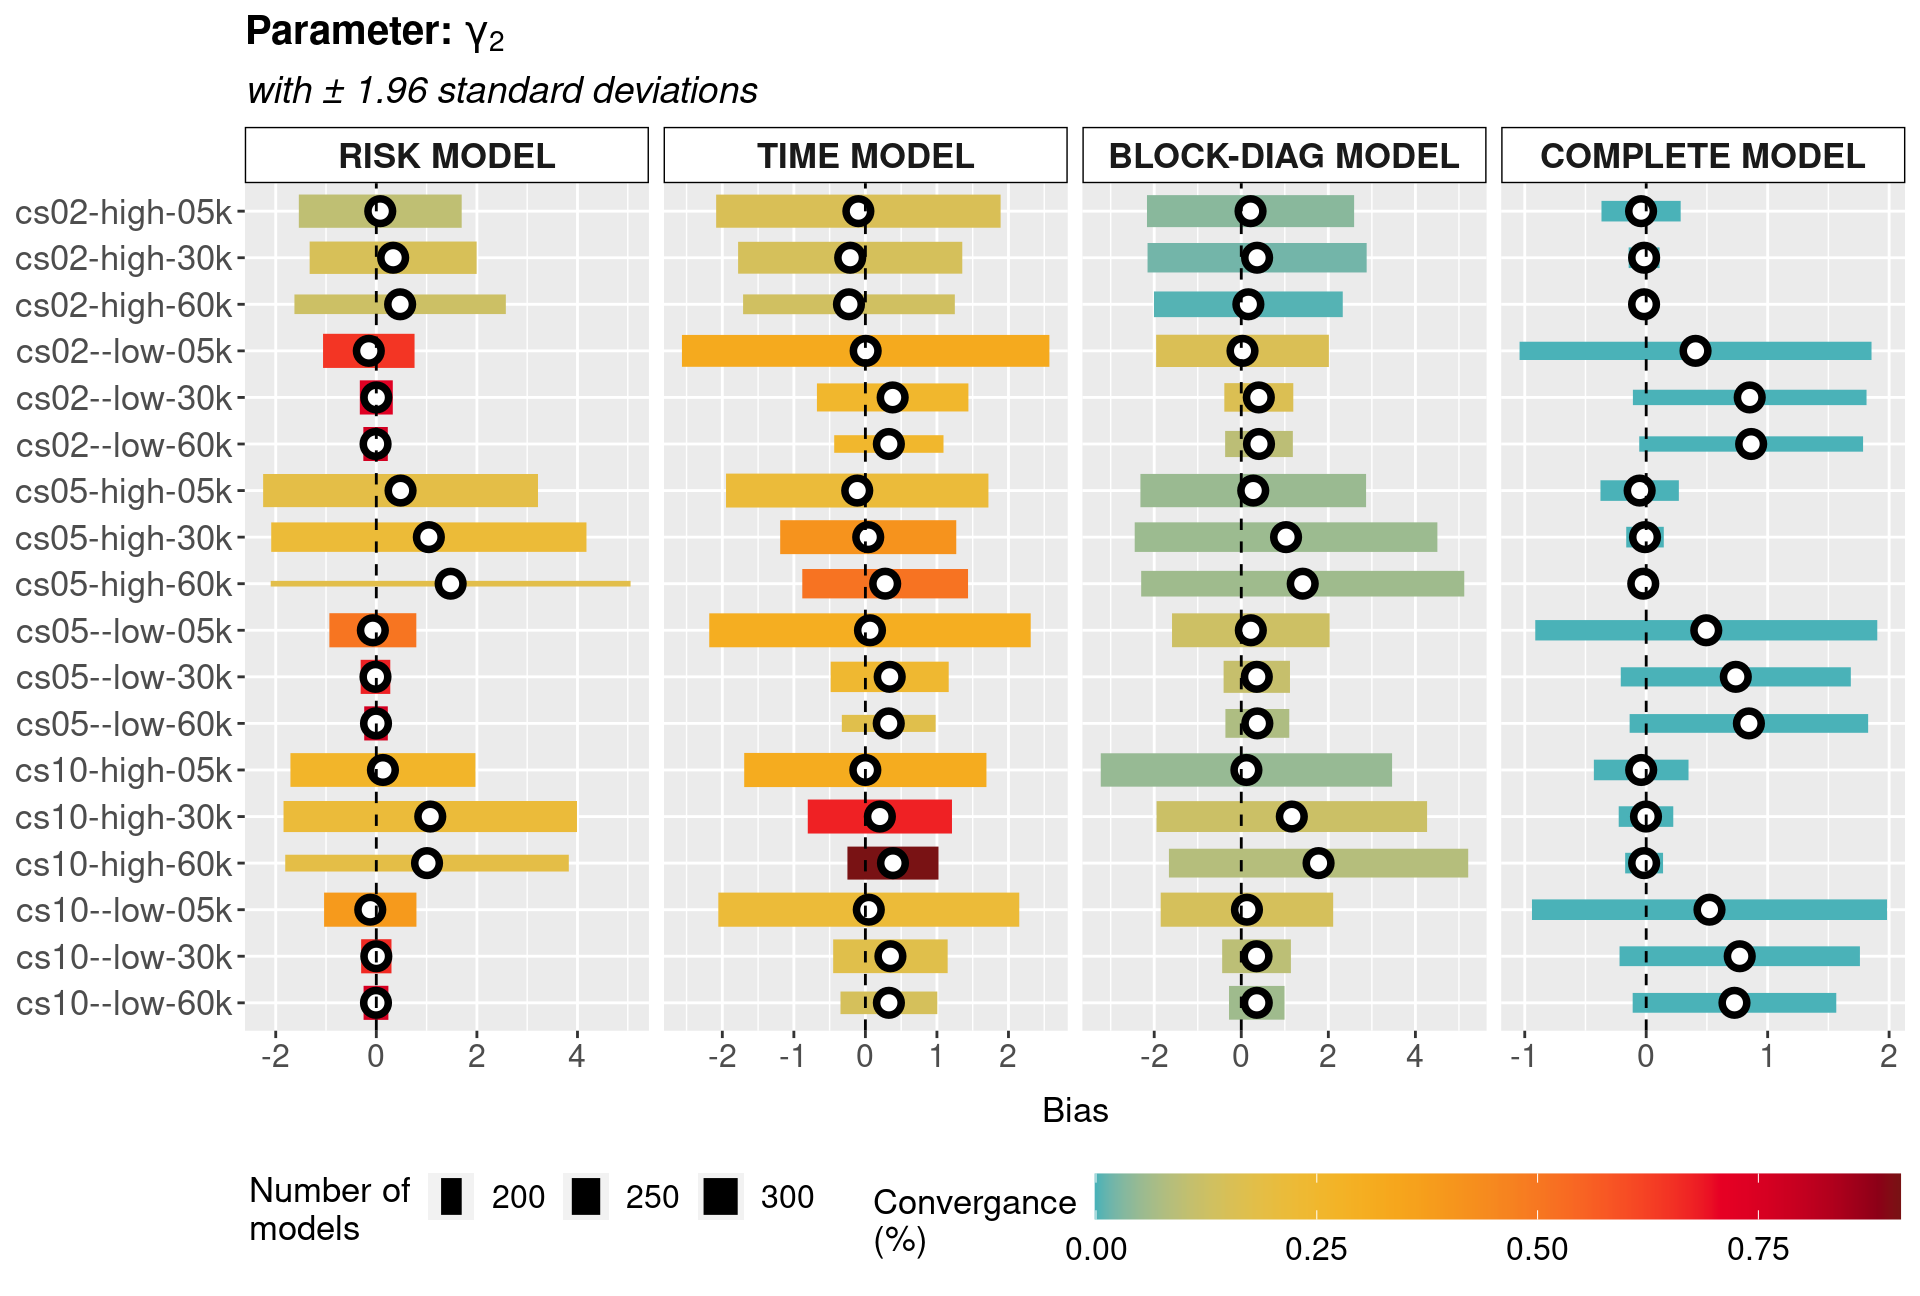 Parameter: γ₂
with ± 1.96 standard deviations
RISK MODEL TIME MODEL BLOCK-DIAG MODEL COMPLETE MODEL
cs02-high-05k
cs02-high-30k
cs02-high-60k
cs02--low-05k
cs02--low-30k
cs02--low-60k
cs05-high-05k
cs05-high-30k
cs05-high-60k
cs05--low-05k
cs05--low-30k
cs05--low-60k
cs10-high-05k
cs10-high-30k
cs10-high-60k
cs10--low-05k
cs10--low-30k
cs10--low-60k
-2 0 2 4 -2 -1 0 1 2 -2 0 2 4 -1 0 1 2
Bias
Number of
models
200 250 300
Convergance
(%)
0.00 0.25 0.50 0.75